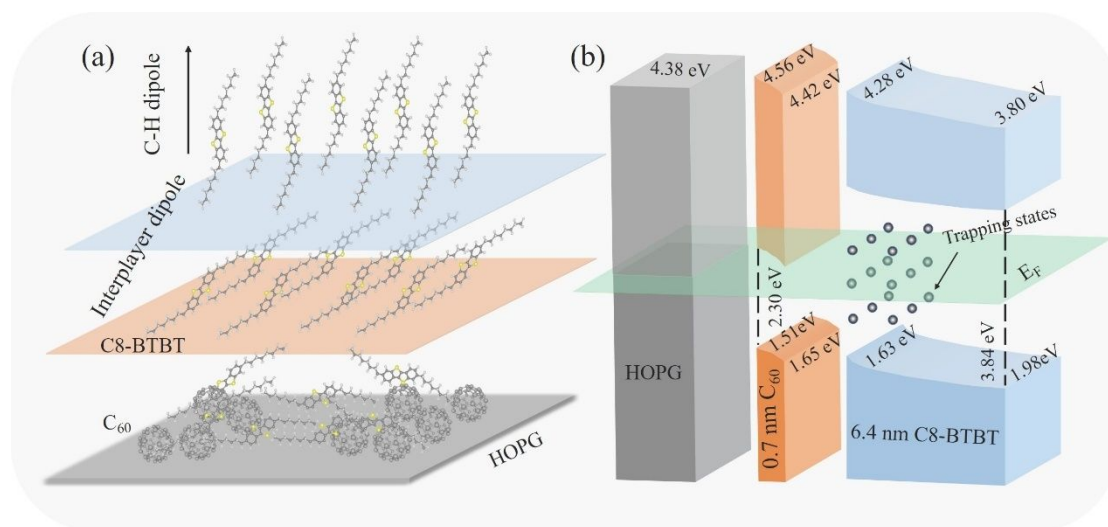 (a)
C-H dipole
Interplayer dipole
C8-BTBT
C60
HOPG
(b)
4.38 eV
HOPG
4.56 eV
4.42 eV
2.30 eV
1.51eV
1.65 eV
0.7 nm C60
4.28 eV
3.80 eV
Trapping states
EF
1.63 eV
3.84 eV
1.98eV
6.4 nm C8-BTBT